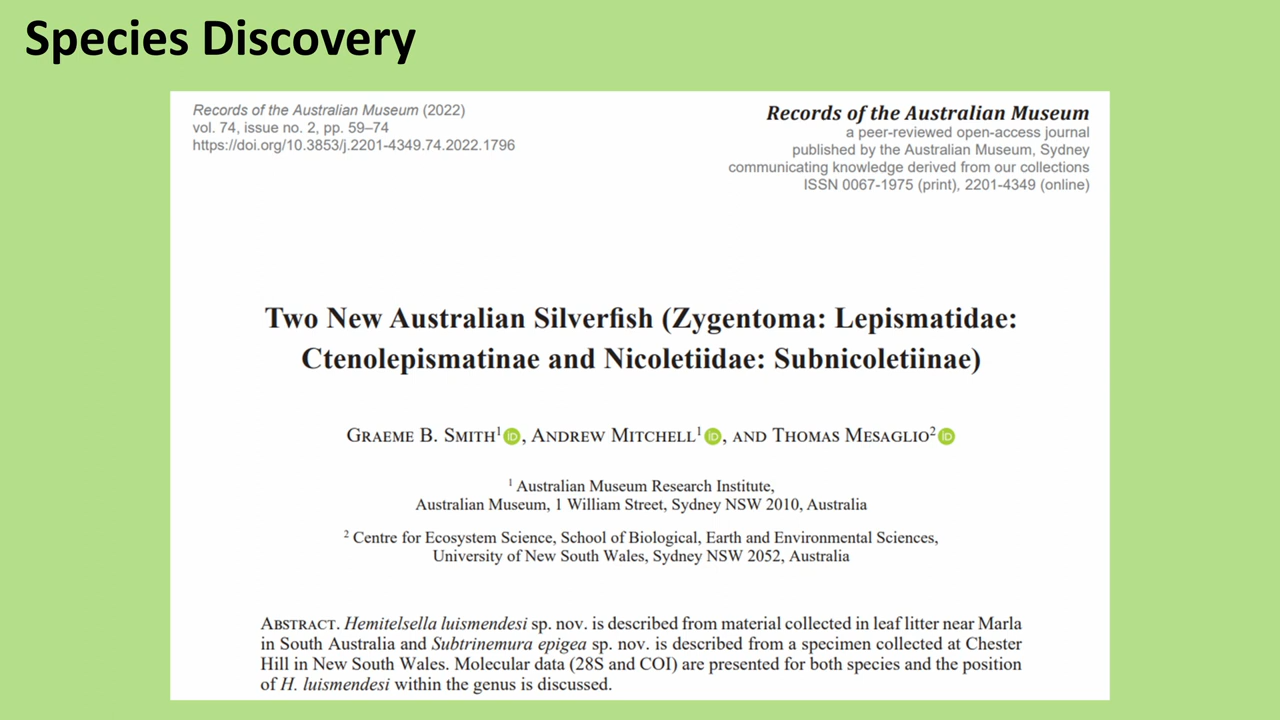 Species Discovery
Records of the Australian Museum (2022)
vol. 74, issue no. 2, pp. 59–74
https://doi.org/10.3853/j.2201-4349.74.2022.1796
Records of the Australian Museum
a peer-reviewed open-access journal
published by the Australian Museum, Sydney
communicating knowledge derived from our collections
ISSN 0067-1975 (print), 2201-4349 (online)
Two New Australian Silverfish (Zygentoma: Lepismatidae:
Ctenolepismatinae and Nicoletiidae: Subnicoletiinae)
Graeme B. Smith¹ iD, Andrew Mitchell¹ iD, and Thomas Mesaglio² iD
¹ Australian Museum Research Institute,
Australian Museum, 1 William Street, Sydney NSW 2010, Australia
² Centre for Ecosystem Science, School of Biological, Earth and Environmental Sciences,
University of New South Wales, Sydney NSW 2052, Australia
Abstract. Hemitelsella luismendesi sp. nov. is described from material collected in leaf litter near Marla
in South Australia and Subtrinemura epigea sp. nov. is described from a specimen collected at Chester
Hill in New South Wales. Molecular data (28S and COI) are presented for both species and the position
of H. luismendesi within the genus is discussed.